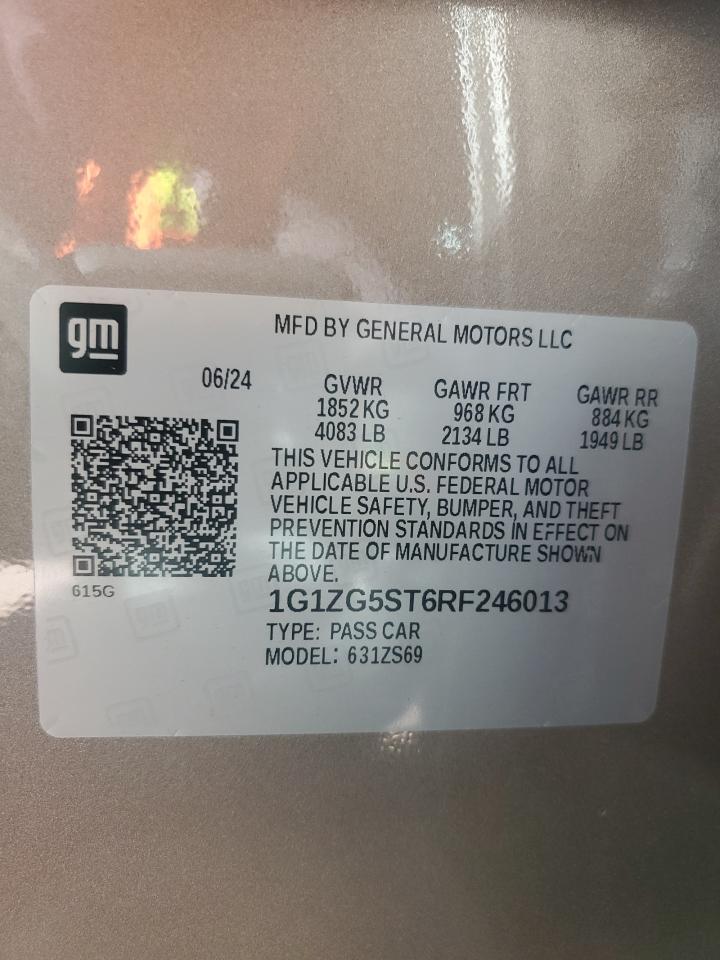 gm
MFD BY GENERAL MOTORS LLC
06/24 GVWR GAWR FRT GAWR RR
1852 KG 968 KG 884 KG
4083 LB 2134 LB 1949 LB
THIS VEHICLE CONFORMS TO ALL
APPLICABLE U.S. FEDERAL MOTOR
VEHICLE SAFETY, BUMPER, AND THEFT
PREVENTION STANDARDS IN EFFECT ON
THE DATE OF MANUFACTURE SHOWN
ABOVE.
615G
1G1ZG5ST6RF246013
TYPE: PASS CAR
MODEL: 631ZS69